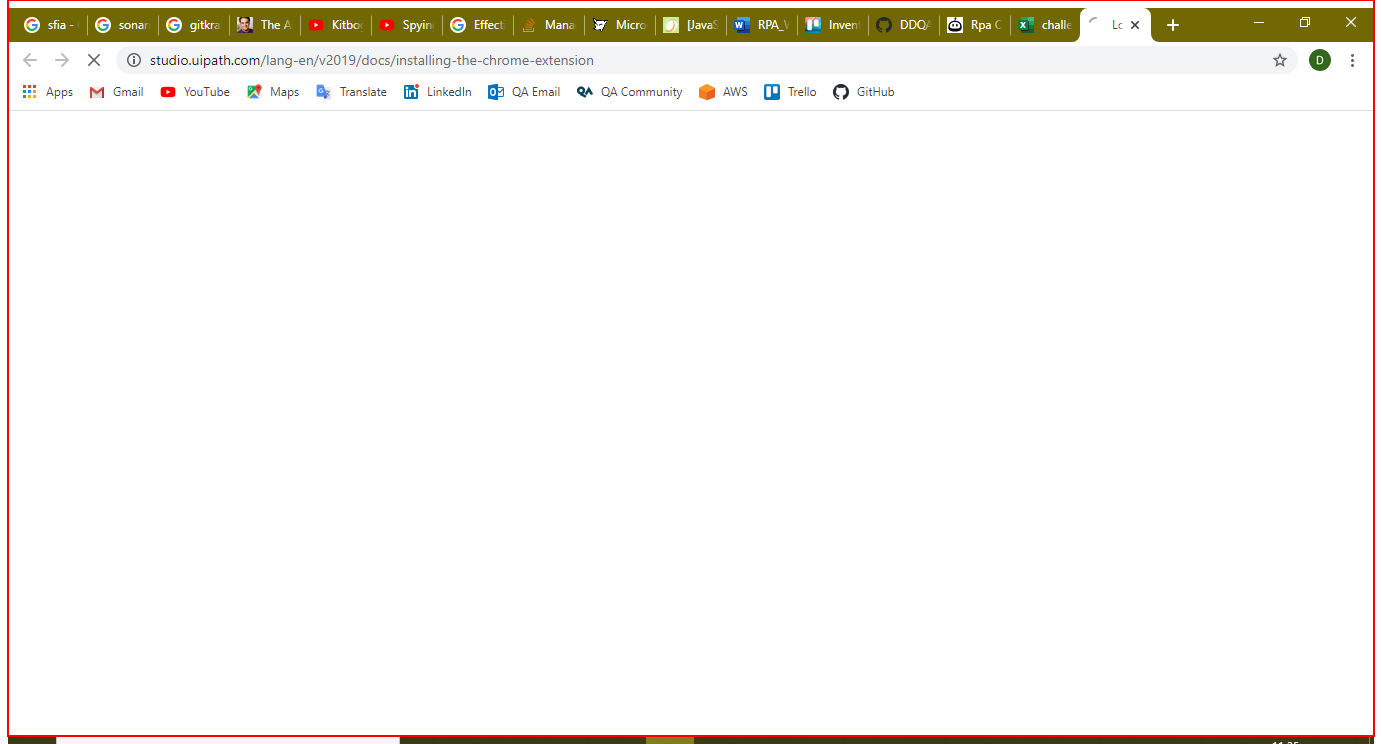 sfia - sonar gitkra The A Kitbo Spyin Effecti Mana Micro [JavaS RPA_W Invent DDQA Rpa C challe Lo
studio.uipath.com/lang-en/v2019/docs/installing-the-chrome-extension D
Apps Gmail YouTube Maps Translate LinkedIn QA Email QA Community AWS Trello GitHub